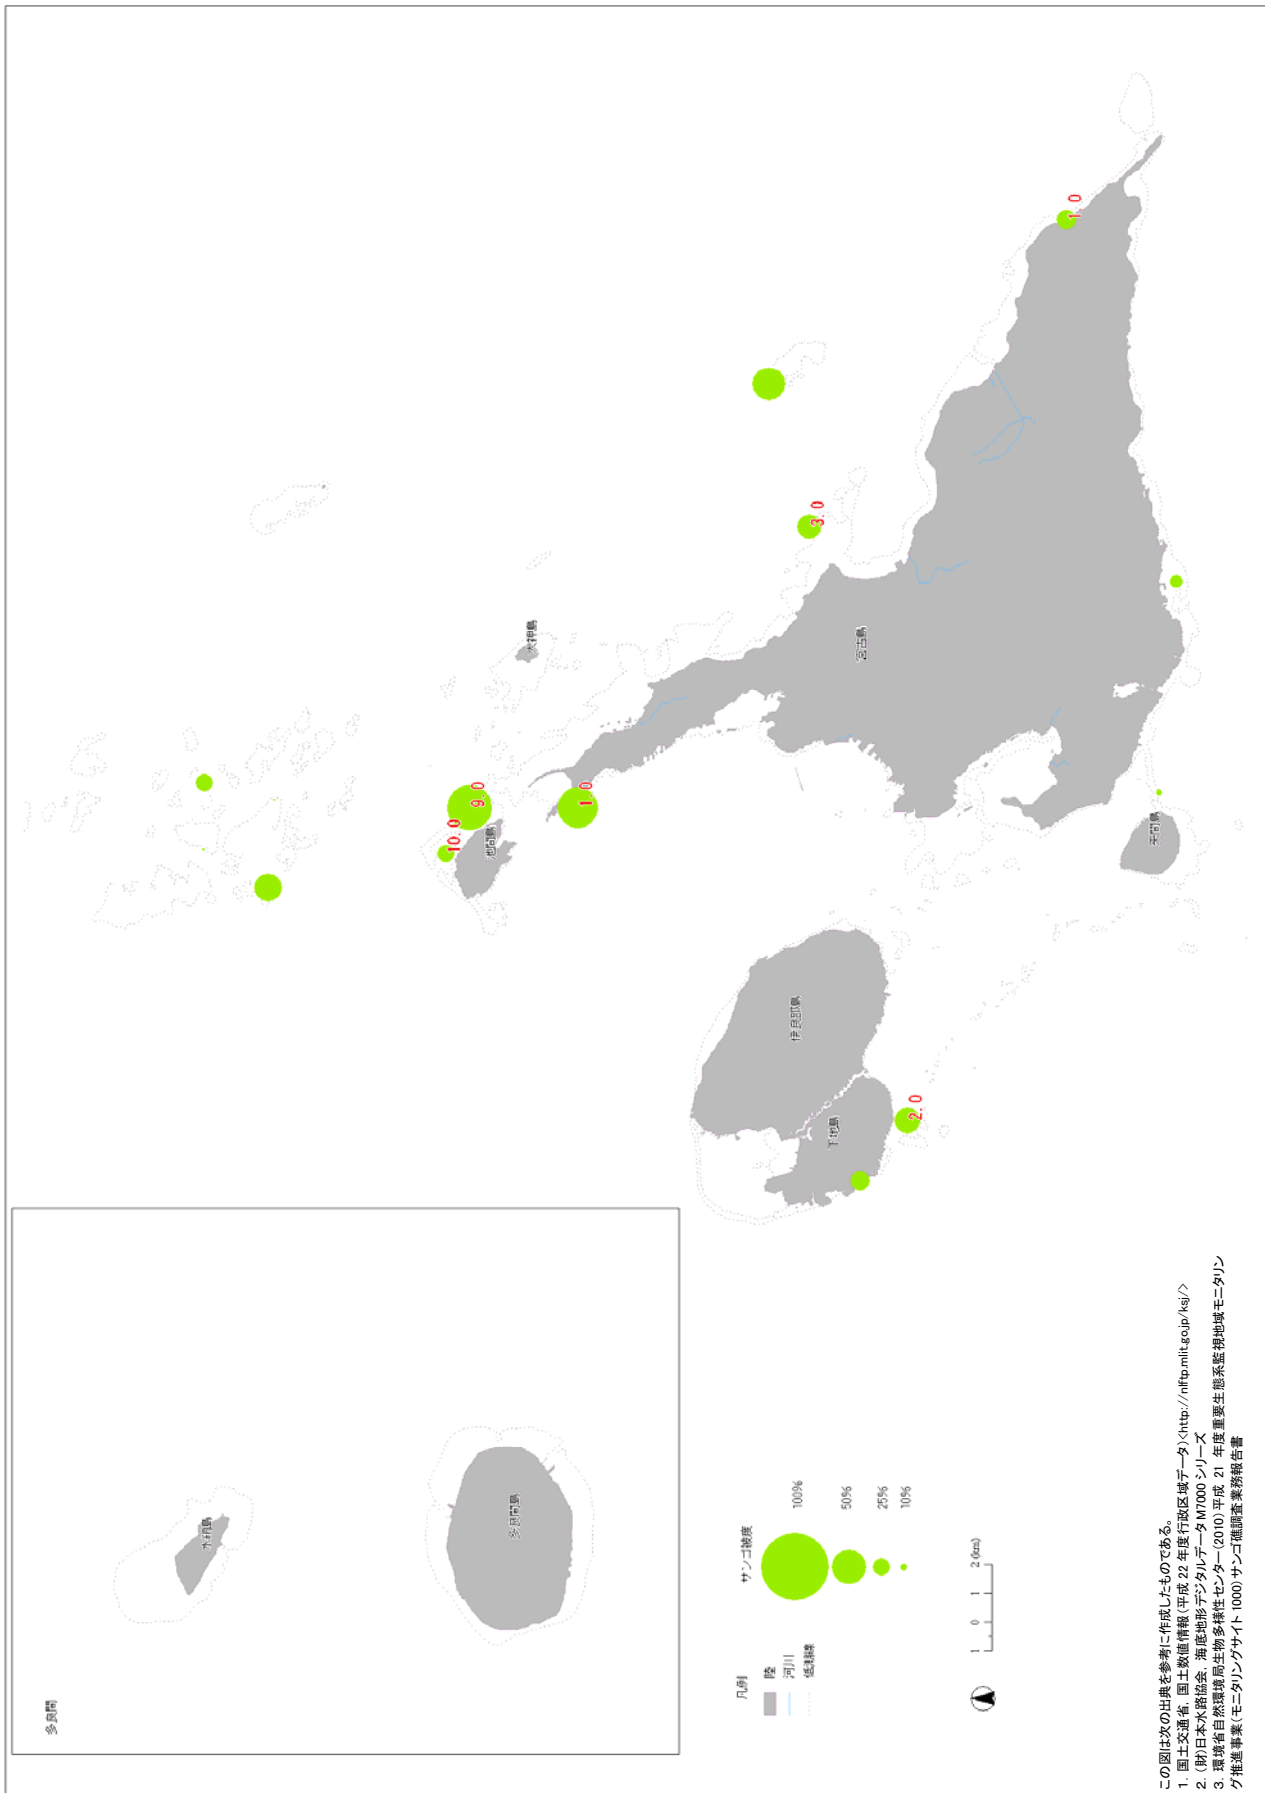 多良間
水納島
多良間島
大神島
池間島
宮古島
来間島
伊良部島
下地島
10. 0
9. 0
1. 0
3. 0
1. 0
2. 0
凡例
陸
河川
低潮線
サンゴ被度
100%
50%
25%
10%
1 0 1 2 (km)
この図は次の出典を参考に作成したものである。
1. 国土交通省, 国土数値情報(平成 22 年度行政区域データ)<http://nlftp.mlit.go.jp/ksj/>
2. (財)日本水路協会, 海底地形デジタルデータ M7000 シリーズ
3. 環境省自然環境局生物多様性センター(2010)平成 21 年度重要生態系監視地域モニタリン
グ推進事業(モニタリングサイト 1000)サンゴ礁調査業務報告書